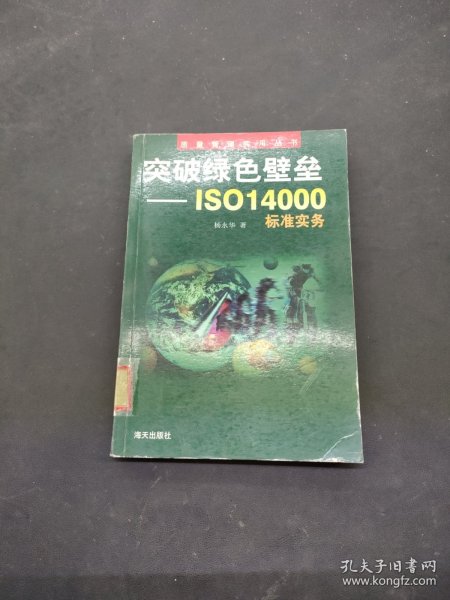 质量管理实用丛书
突破绿色壁垒
——ISO14000
标准实务
杨永华 著
海天出版社
孔夫子旧书网
www.kongfz.com